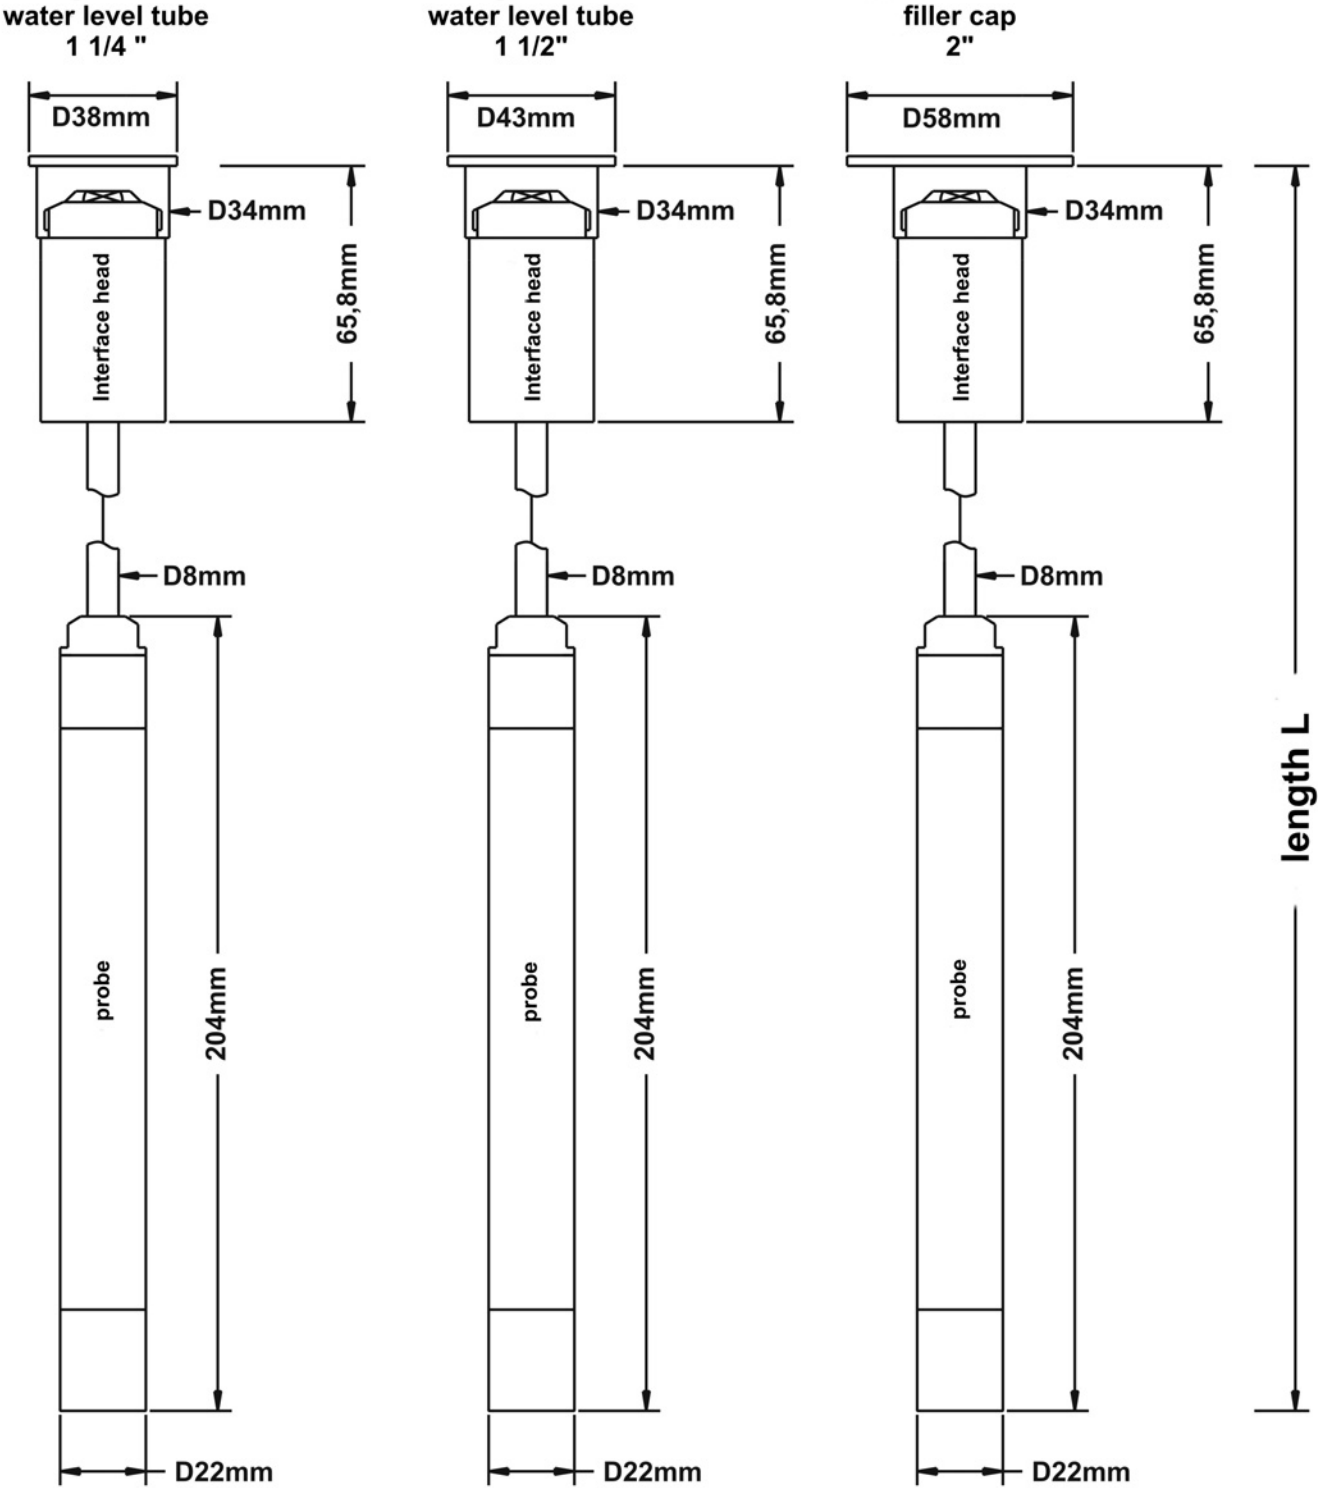 water level tube
1 1/4 "
water level tube
1 1/2"
filler cap
2"
D38mm
D43mm
D58mm
D34mm
D34mm
D34mm
Interface head
65,8mm
Interface head
65,8mm
Interface head
65,8mm
D8mm
D8mm
D8mm
length L
probe
204mm
probe
204mm
probe
204mm
D22mm
D22mm
D22mm